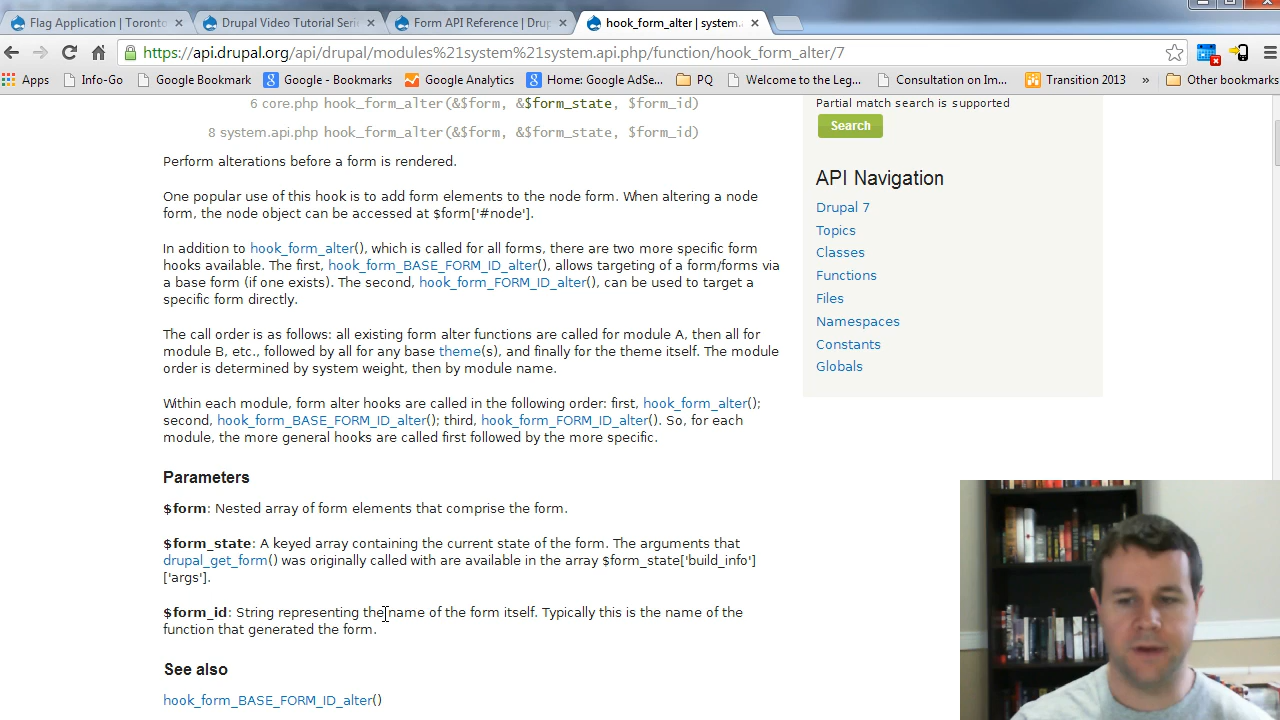 Flag Application | Toronto
Drupal Video Tutorial Serie
Form API Reference | Drup
hook_form_alter | system.
https://api.drupal.org/api/drupal/modules%21system%21system.api.php/function/hook_form_alter/7
Apps
Info-Go
Google Bookmark
Google - Bookmarks
Google Analytics
Home: Google AdSe...
PQ
Welcome to the Leg...
Consultation on Im...
Transition 2013
»
Other bookmarks
6 core.php hook_form_alter(&$form, &$form_state, $form_id)
8 system.api.php hook_form_alter(&$form, &$form_state, $form_id)
Perform alterations before a form is rendered.
One popular use of this hook is to add form elements to the node form. When altering a node
form, the node object can be accessed at $form['#node'].
In addition to hook_form_alter(), which is called for all forms, there are two more specific form
hooks available. The first, hook_form_BASE_FORM_ID_alter(), allows targeting of a form/forms via
a base form (if one exists). The second, hook_form_FORM_ID_alter(), can be used to target a
specific form directly.
The call order is as follows: all existing form alter functions are called for module A, then all for
module B, etc., followed by all for any base theme(s), and finally for the theme itself. The module
order is determined by system weight, then by module name.
Within each module, form alter hooks are called in the following order: first, hook_form_alter();
second, hook_form_BASE_FORM_ID_alter(); third, hook_form_FORM_ID_alter(). So, for each
module, the more general hooks are called first followed by the more specific.
Parameters
$form: Nested array of form elements that comprise the form.
$form_state: A keyed array containing the current state of the form. The arguments that
drupal_get_form() was originally called with are available in the array $form_state['build_info']
['args'].
$form_id: String representing the name of the form itself. Typically this is the name of the
function that generated the form.
See also
hook_form_BASE_FORM_ID_alter()
Partial match search is supported
Search
API Navigation
Drupal 7
Topics
Classes
Functions
Files
Namespaces
Constants
Globals